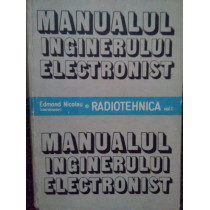 MANUALUL
INGINERULUI
ELECTRONIST
Edmond Nicolau RADIOTEHNICA
MANUALUL
INGINERULUI
ELECTRONIST